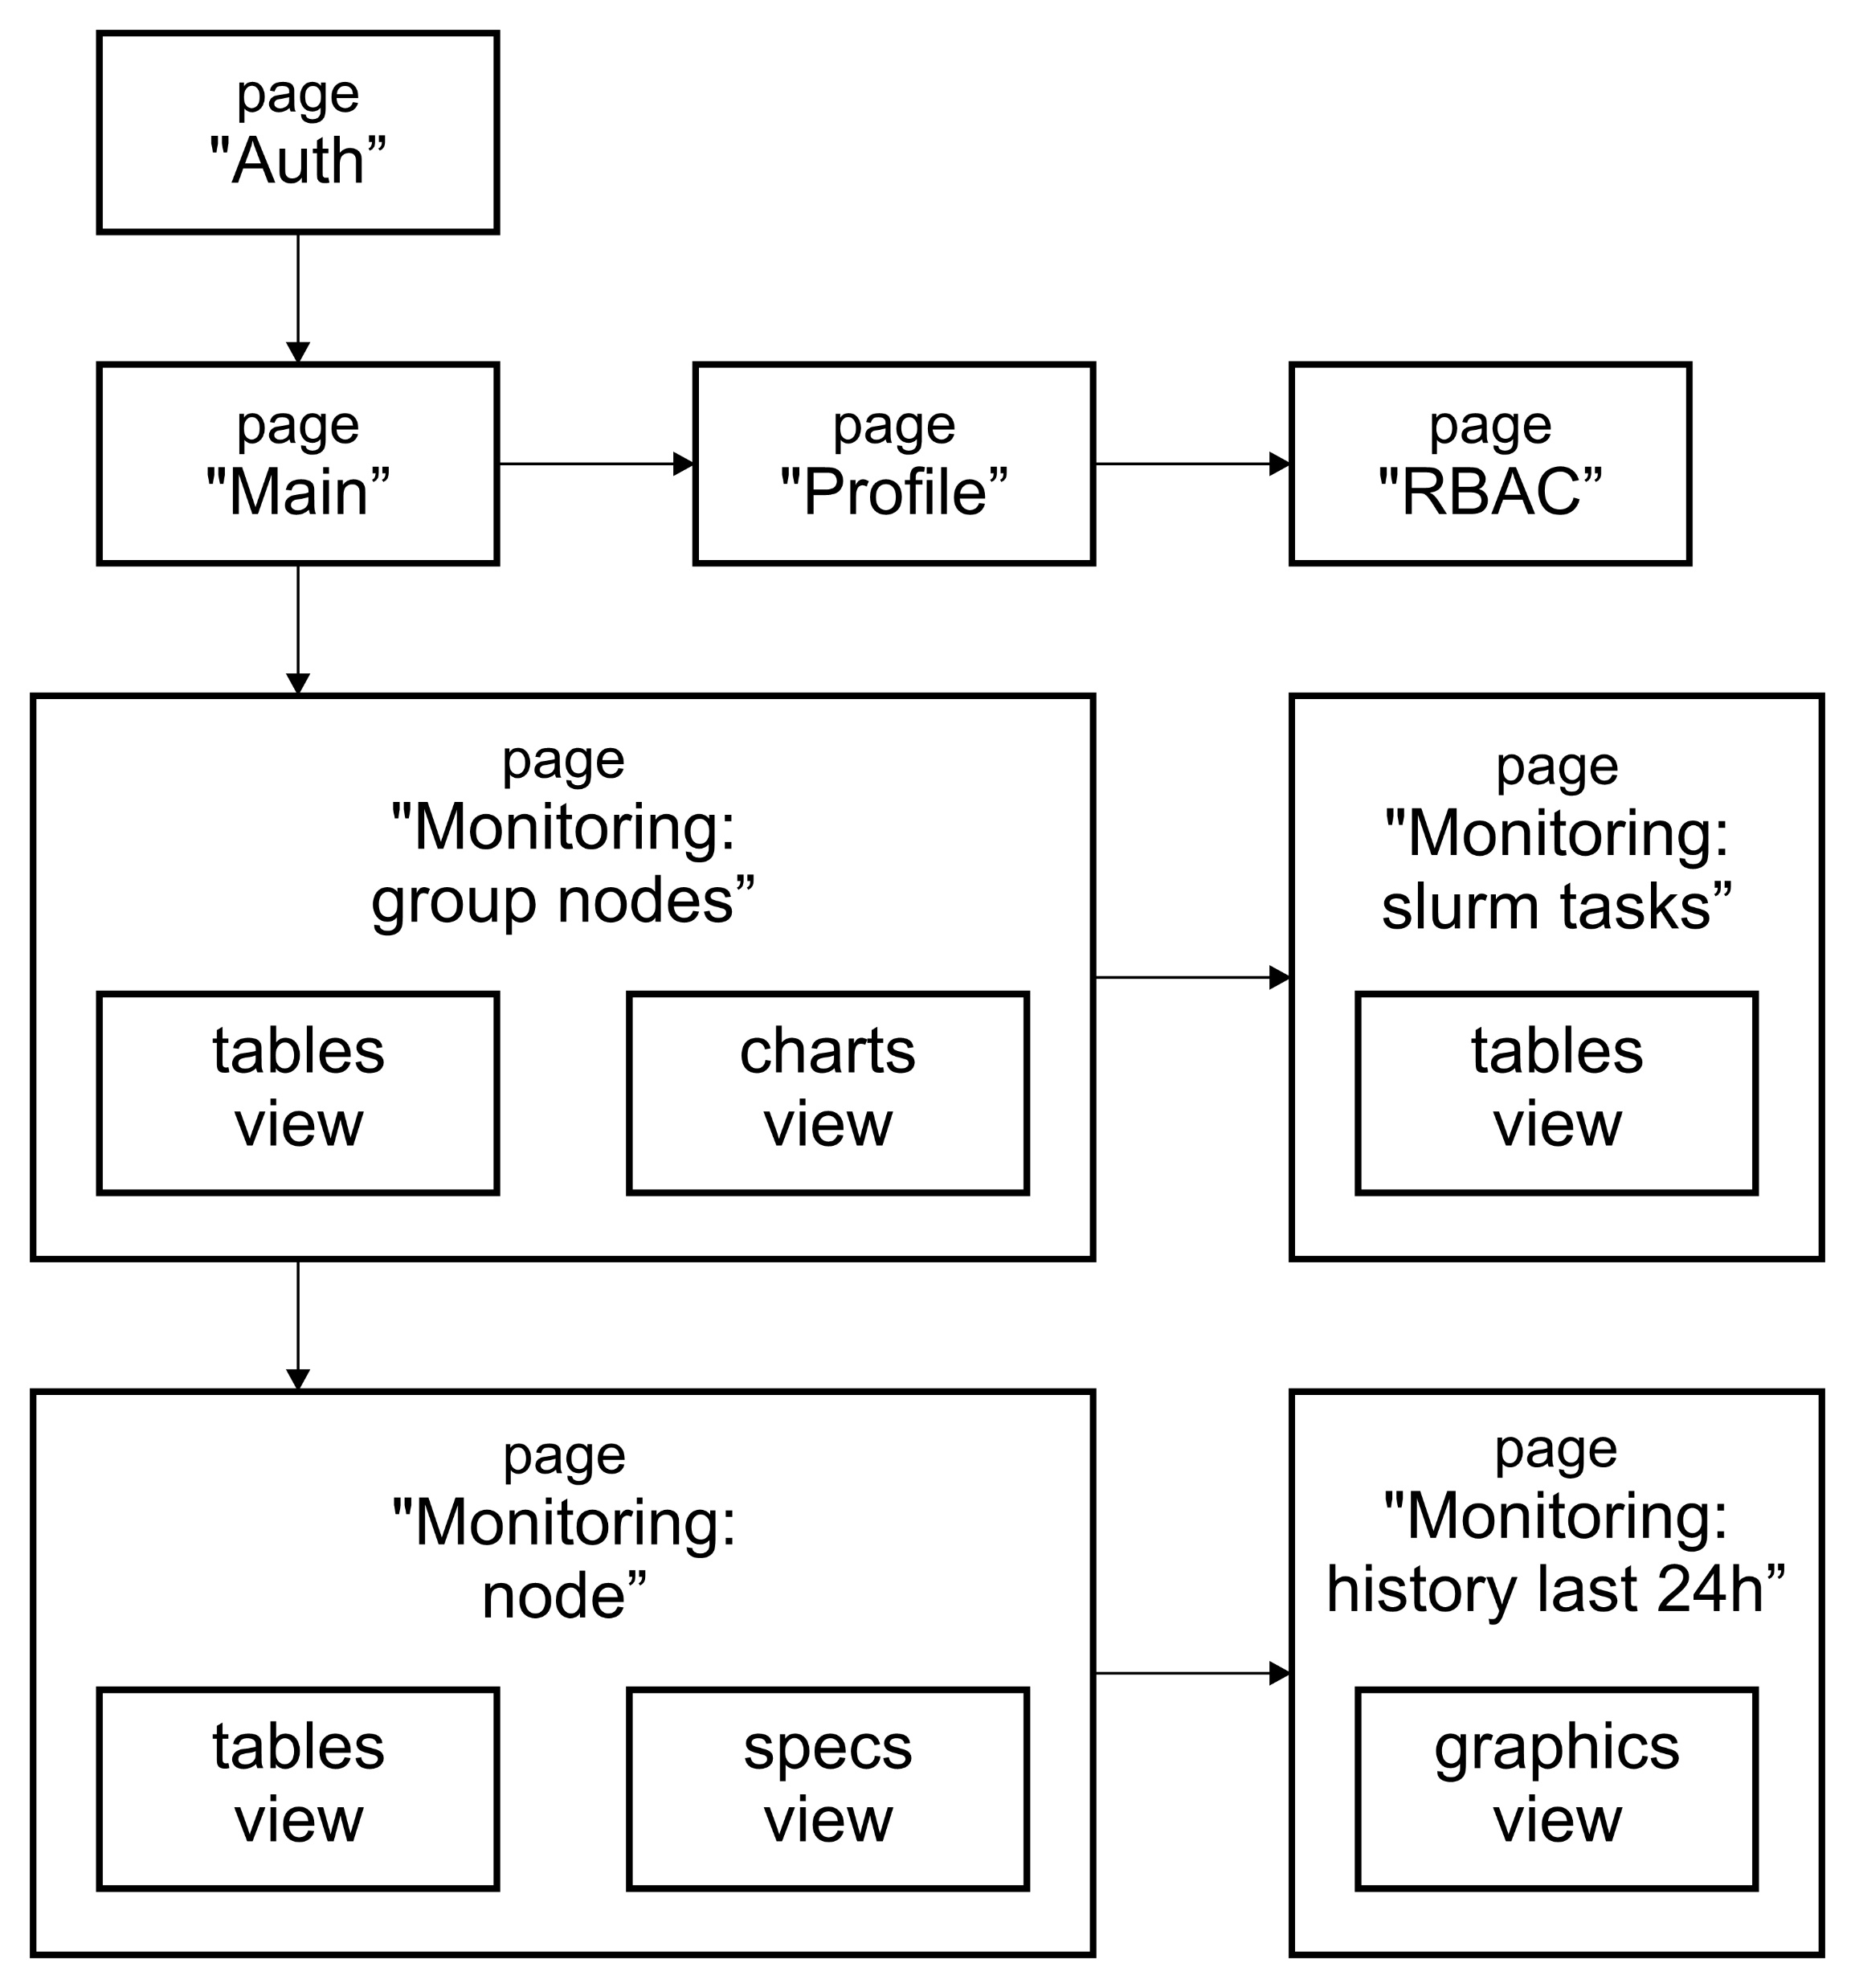 page
"Auth”
page
"Main”
page
"Profile”
page
"RBAC”
page
"Monitoring:
group nodes”
tables
view
charts
view
page
"Monitoring:
slurm tasks”
tables
view
page
"Monitoring:
node”
tables
view
specs
view
page
"Monitoring:
history last 24h”
graphics
view